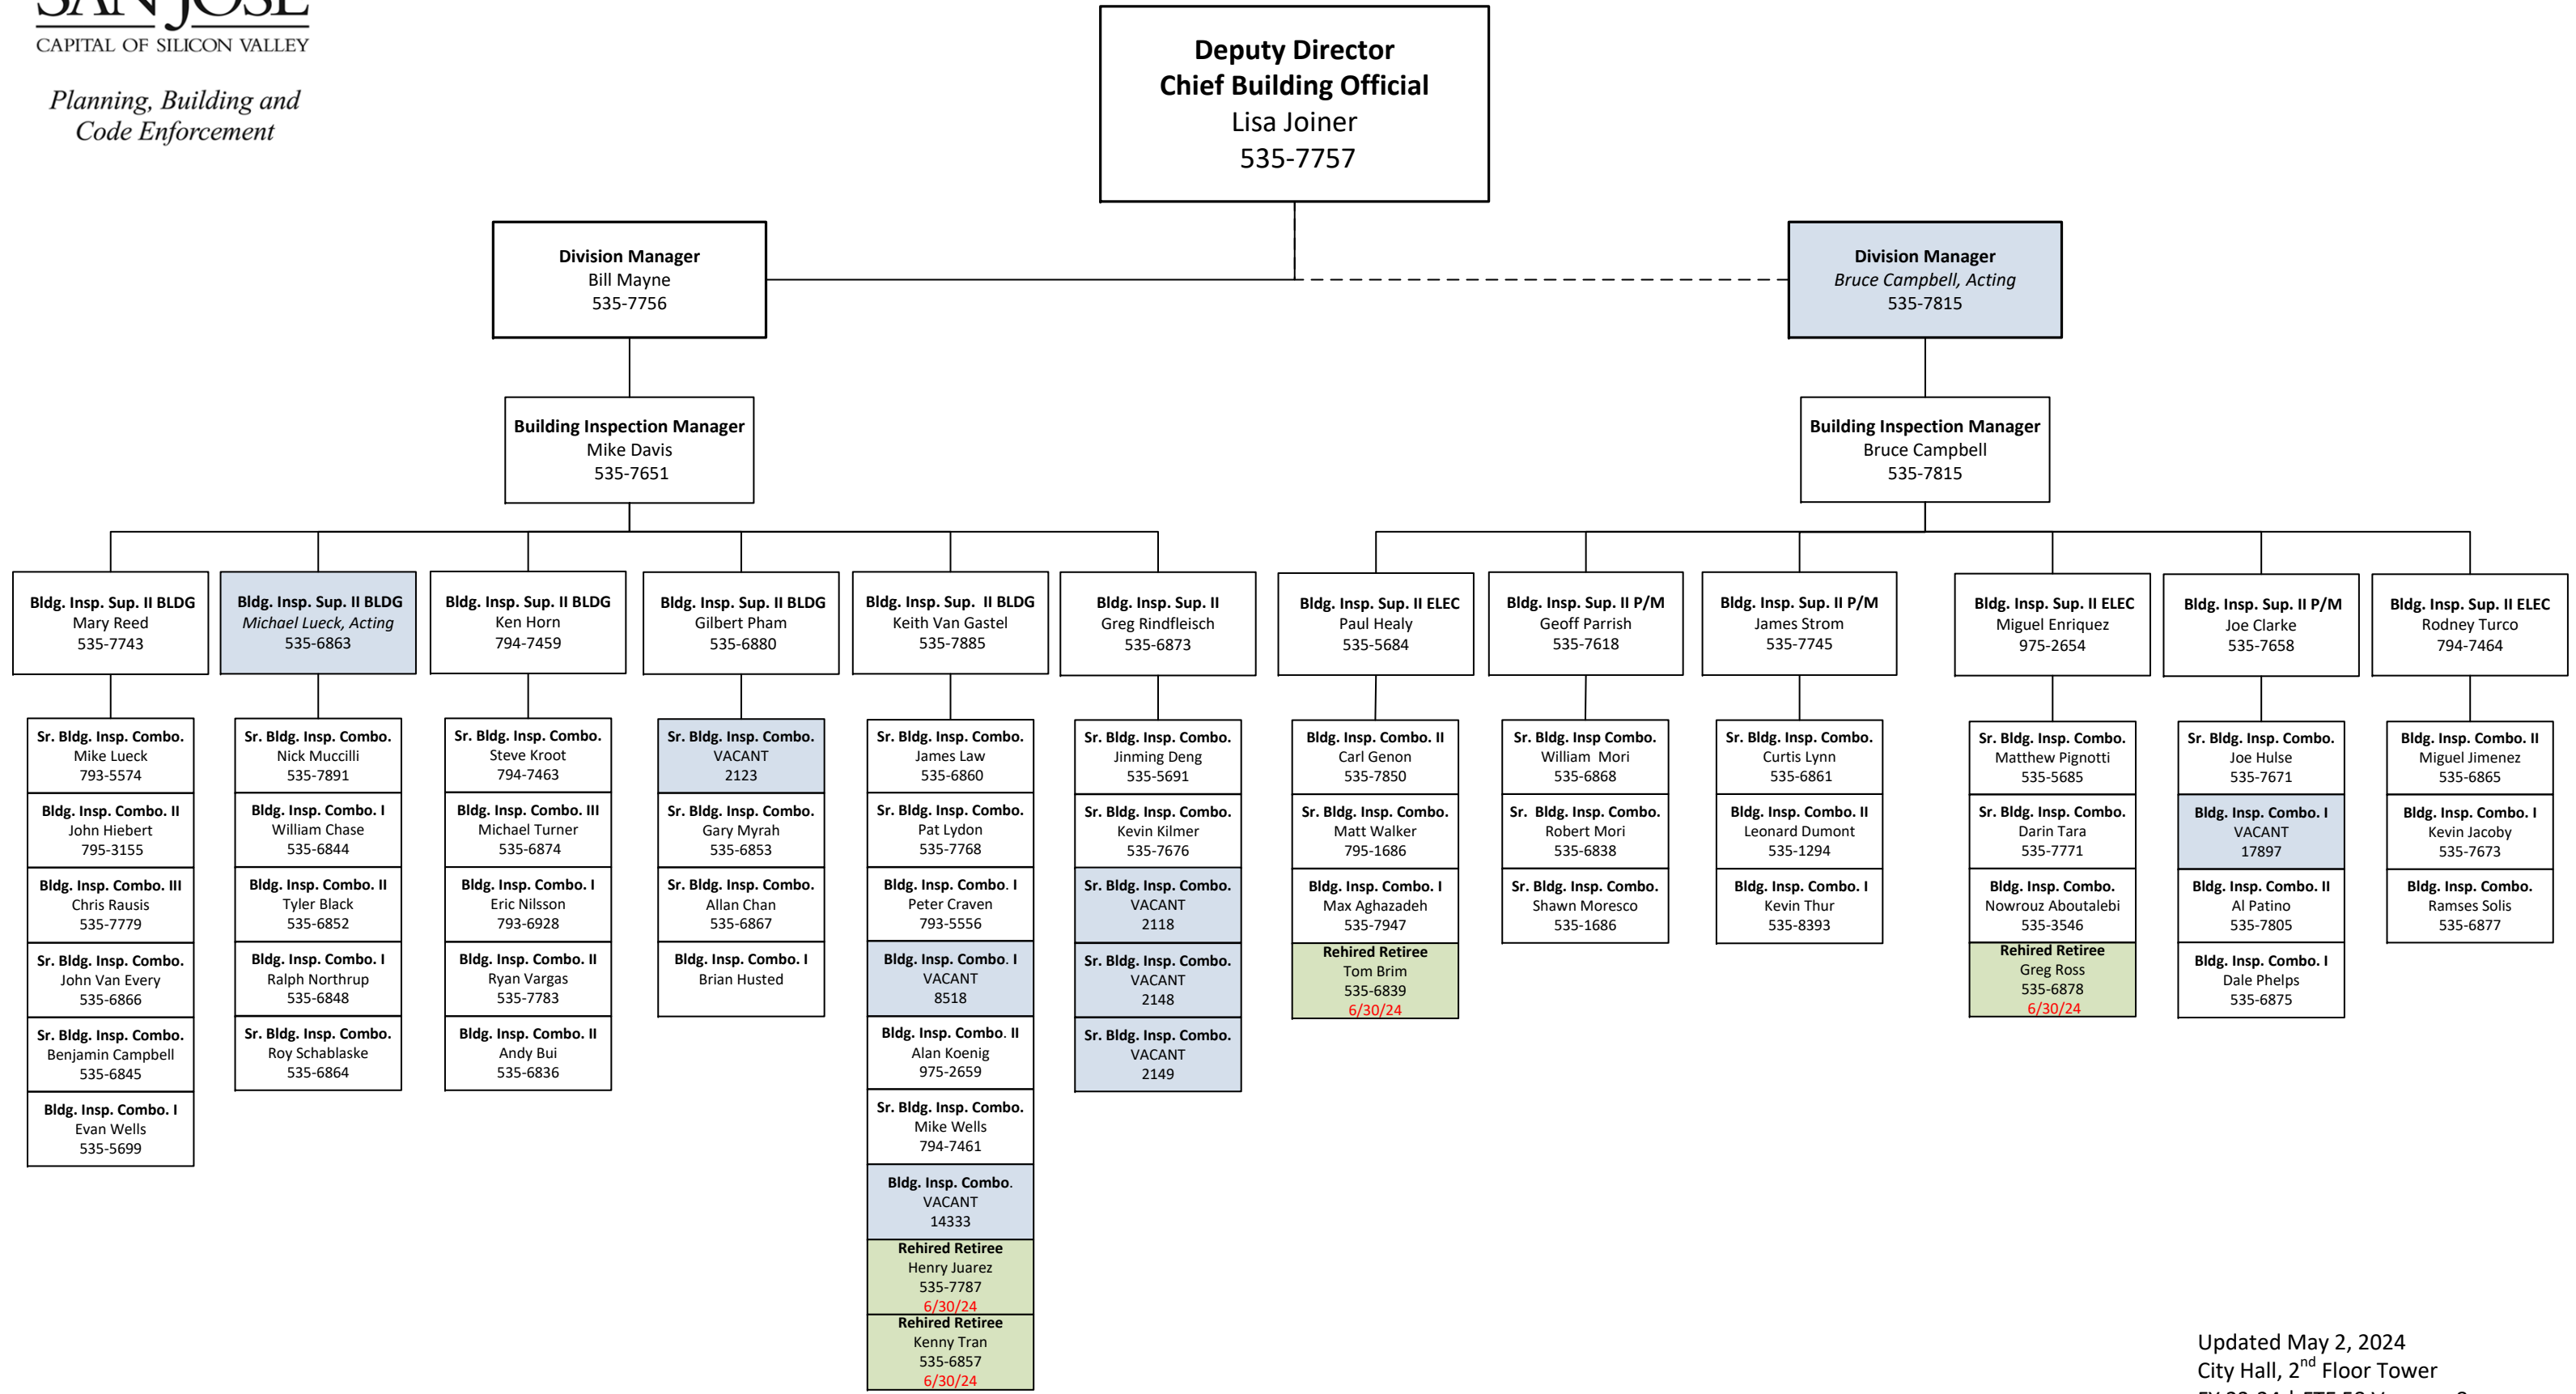 SAN JOSE
CAPITAL OF SILICON VALLEY
Planning, Building and
Code Enforcement
Deputy Director
Chief Building Official
Lisa Joiner
535-7757
Division Manager
Bill Mayne
535-7756
Division Manager
Bruce Campbell, Acting
535-7815
Building Inspection Manager
Mike Davis
535-7651
Building Inspection Manager
Bruce Campbell
535-7815
Bldg. Insp. Sup. II BLDG
Mary Reed
535-7743
Sr. Bldg. Insp. Combo.
Mike Lueck
793-5574
Bldg. Insp. Combo. II
John Hiebert
795-3155
Bldg. Insp. Combo. III
Chris Rausis
535-7779
Sr. Bldg. Insp. Combo.
John Van Every
535-6866
Sr. Bldg. Insp. Combo.
Benjamin Campbell
535-6845
Bldg. Insp. Combo. I
Evan Wells
535-5699
Bldg. Insp. Sup. II BLDG
Michael Lueck, Acting
535-6863
Sr. Bldg. Insp. Combo.
Nick Muccilli
535-7891
Bldg. Insp. Combo. I
William Chase
535-6844
Bldg. Insp. Combo. II
Tyler Black
535-6852
Bldg. Insp. Combo. I
Ralph Northrup
535-6848
Sr. Bldg. Insp. Combo.
Roy Schablaske
535-6864
Bldg. Insp. Sup. II BLDG
Ken Horn
794-7459
Sr. Bldg. Insp. Combo.
Steve Kroot
794-7463
Bldg. Insp. Combo. III
Michael Turner
535-6874
Bldg. Insp. Combo. I
Eric Nilsson
793-6928
Bldg. Insp. Combo. II
Ryan Vargas
535-7783
Bldg. Insp. Combo. II
Andy Bui
535-6836
Bldg. Insp. Sup. II BLDG
Gilbert Pham
535-6880
Sr. Bldg. Insp. Combo.
VACANT
2123
Sr. Bldg. Insp. Combo.
Gary Myrah
535-6853
Sr. Bldg. Insp. Combo.
Allan Chan
535-6867
Bldg. Insp. Combo. I
Brian Husted
Bldg. Insp. Sup. II BLDG
Keith Van Gastel
535-7885
Sr. Bldg. Insp. Combo.
James Law
535-6860
Sr. Bldg. Insp. Combo.
Pat Lydon
535-7768
Bldg. Insp. Combo. I
Peter Craven
793-5556
Bldg. Insp. Combo. I
VACANT
8518
Bldg. Insp. Combo. II
Alan Koenig
975-2659
Sr. Bldg. Insp. Combo.
Mike Wells
794-7461
Bldg. Insp. Combo.
VACANT
14333
Rehired Retiree
Henry Juarez
535-7787
6/30/24
Rehired Retiree
Kenny Tran
535-6857
6/30/24
Bldg. Insp. Sup. II
Greg Rindfleisch
535-6873
Sr. Bldg. Insp. Combo.
Jinming Deng
535-5691
Sr. Bldg. Insp. Combo.
Kevin Kilmer
535-7676
Sr. Bldg. Insp. Combo.
VACANT
2118
Sr. Bldg. Insp. Combo.
VACANT
2148
Sr. Bldg. Insp. Combo.
VACANT
2149
Bldg. Insp. Sup. II ELEC
Paul Healy
535-5684
Bldg. Insp. Combo. II
Carl Genon
535-7850
Sr. Bldg. Insp. Combo.
Matt Walker
795-1686
Bldg. Insp. Combo. I
Max Aghazadeh
535-7947
Rehired Retiree
Tom Brim
535-6839
6/30/24
Bldg. Insp. Sup. II P/M
Geoff Parrish
535-7618
Sr. Bldg. Insp Combo.
William Mori
535-6868
Sr. Bldg. Insp. Combo.
Robert Mori
535-6838
Sr. Bldg. Insp. Combo.
Shawn Moresco
535-1686
Bldg. Insp. Sup. II P/M
James Strom
535-7745
Sr. Bldg. Insp. Combo.
Curtis Lynn
535-6861
Bldg. Insp. Combo. II
Leonard Dumont
535-1294
Bldg. Insp. Combo. I
Kevin Thur
535-8393
Bldg. Insp. Sup. II ELEC
Miguel Enriquez
975-2654
Sr. Bldg. Insp. Combo.
Matthew Pignotti
535-5685
Sr. Bldg. Insp. Combo.
Darin Tara
535-7771
Bldg. Insp. Combo.
Nowrouz Aboutalebi
535-3546
Rehired Retiree
Greg Ross
535-6878
6/30/24
Bldg. Insp. Sup. II P/M
Joe Clarke
535-7658
Sr. Bldg. Insp. Combo.
Joe Hulse
535-7671
Bldg. Insp. Combo. I
VACANT
17897
Bldg. Insp. Combo. II
Al Patino
535-7805
Bldg. Insp. Combo. I
Dale Phelps
535-6875
Bldg. Insp. Sup. II ELEC
Rodney Turco
794-7464
Bldg. Insp. Combo. II
Miguel Jimenez
535-6865
Bldg. Insp. Combo. I
Kevin Jacoby
535-7673
Bldg. Insp. Combo.
Ramses Solis
535-6877
Updated May 2, 2024
City Hall, 2nd Floor Tower